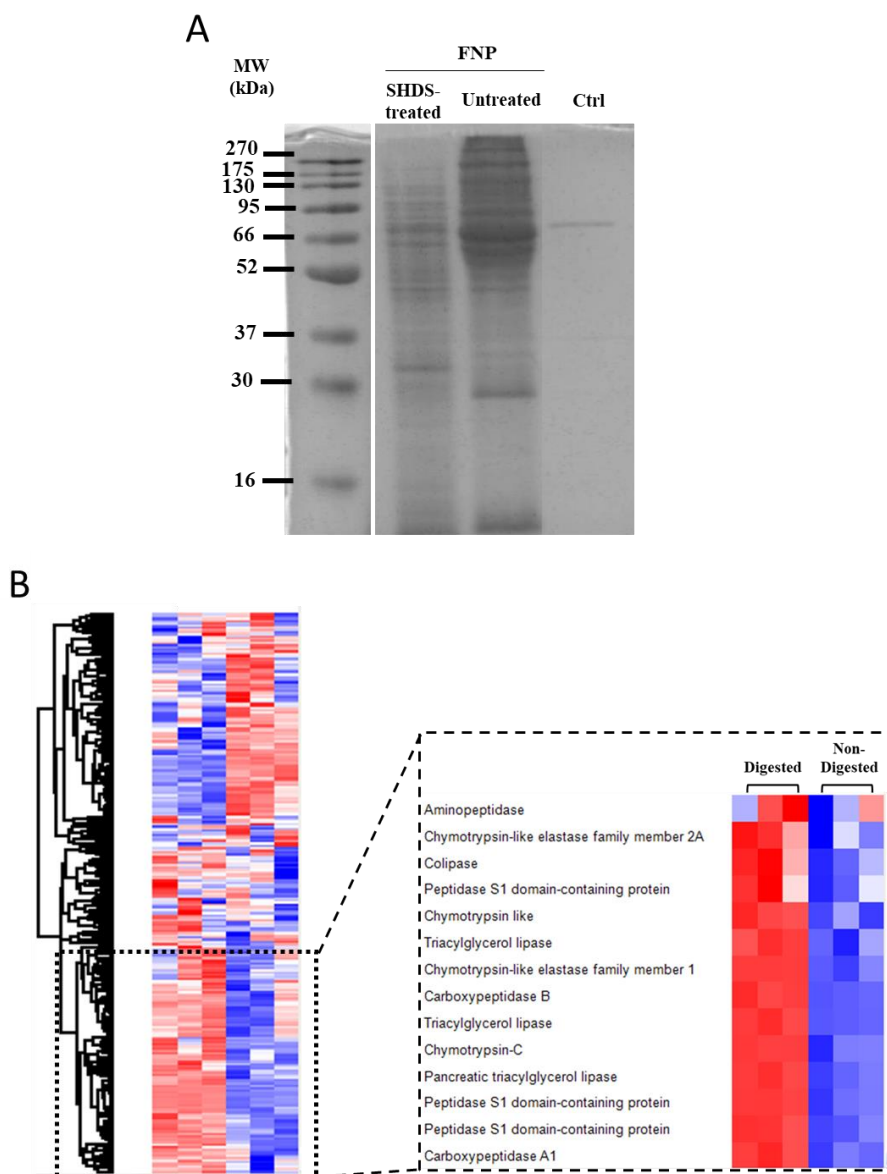 A
FNP
MW
(kDa)
SHDS-
treated
Untreated
Ctrl
270
175
130
95
66
52
37
30
16
B
Digested
Non-
Digested
Aminopeptidase
Chymotrypsin-like elastase family member 2A
Colipase
Peptidase S1 domain-containing protein
Chymotrypsin like
Triacylglycerol lipase
Chymotrypsin-like elastase family member 1
Carboxypeptidase B
Triacylglycerol lipase
Chymotrypsin-C
Pancreatic triacylglycerol lipase
Peptidase S1 domain-containing protein
Peptidase S1 domain-containing protein
Carboxypeptidase A1